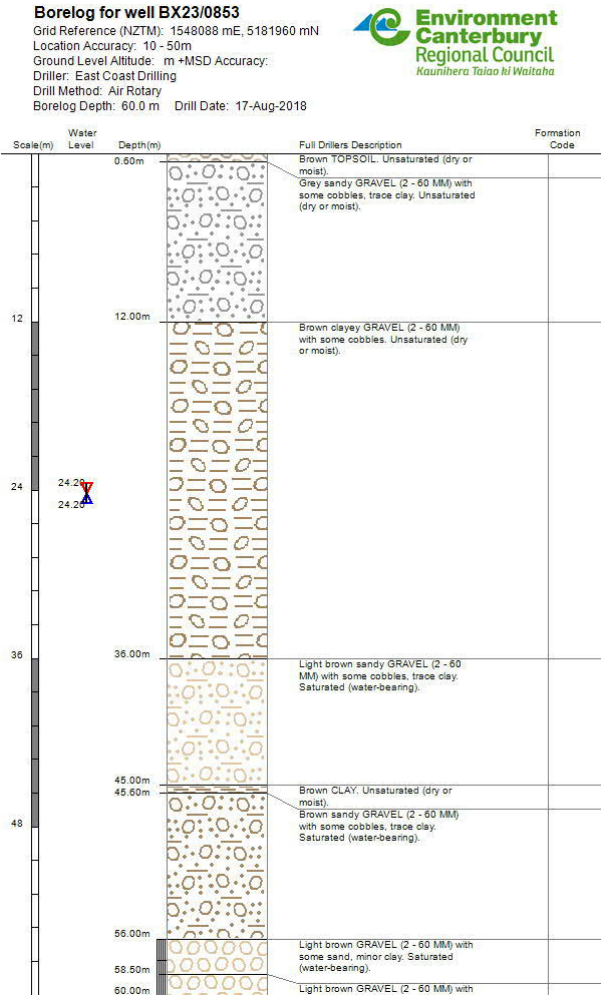 Borelog for well BX23/0853
Grid Reference (NZTM): 1548088 mE, 5181960 mN
Location Accuracy: 10 - 50m
Ground Level Altitude: m +MSD Accuracy:
Driller: East Coast Drilling
Drill Method: Air Rotary
Borelog Depth: 60.0 m Drill Date: 17-Aug-2018
Environment
Canterbury
Regional Council
Kaunihera Taiao ki Waitaha
Scale(m) Water Level Depth(m) Full Drillers Description Formation Code
0.60m
Brown TOPSOIL. Unsaturated (dry or
moist).
Grey sandy GRAVEL (2 - 60 MM) with
some cobbles, trace clay. Unsaturated
(dry or moist).
12 12.00m
Brown clayey GRAVEL (2 - 60 MM)
with some cobbles. Unsaturated (dry
or moist).
24 24.20
24.20
36 36.00m
Light brown sandy GRAVEL (2 - 60
MM) with some cobbles, trace clay.
Saturated (water-bearing).
45.00m
45.60m
Brown CLAY. Unsaturated (dry or
moist).
Brown sandy GRAVEL (2 - 60 MM)
with some cobbles, trace clay.
Saturated (water-bearing).
48
56.00m
Light brown GRAVEL (2 - 60 MM) with
some sand, minor clay. Saturated
(water-bearing).
58.50m
60.00m
Light brown GRAVEL (2 - 60 MM) with